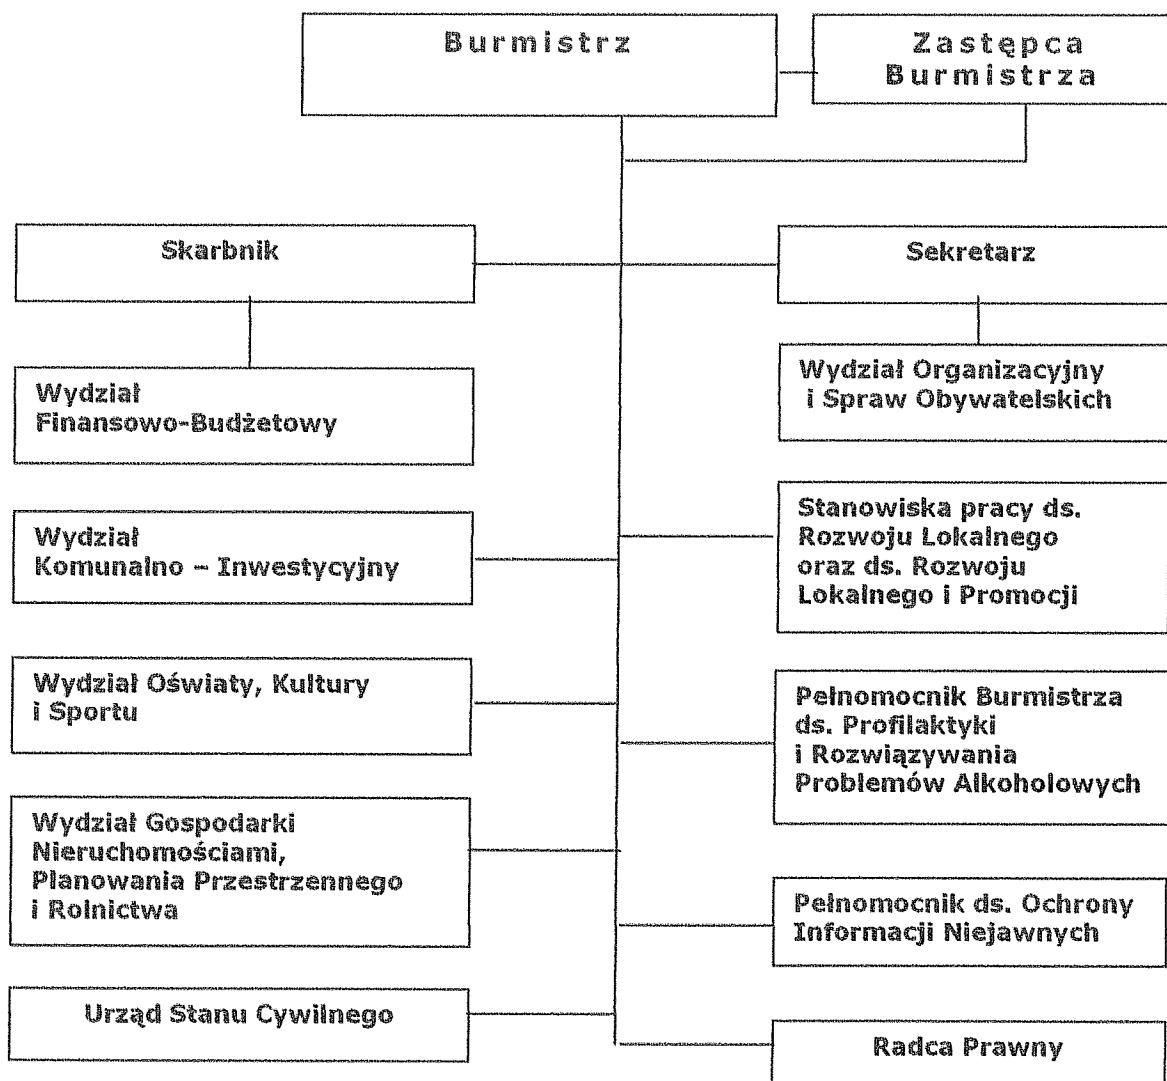 Burmistrz
Zastępca
Burmistrza
Skarbnik
Sekretarz
Wydział
Finansowo-Budżetowy
Wydział Organizacyjny
i Spraw Obywatelskich
Wydział
Komunalno – Inwestycyjny
Stanowiska pracy ds.
Rozwoju Lokalnego
oraz ds. Rozwoju
Lokalnego i Promocji
Wydział Oświaty, Kultury
i Sportu
Pełnomocnik Burmistrza
ds. Profilaktyki
i Rozwiązywania
Problemów Alkoholowych
Wydział Gospodarki
Nieruchomościami,
Planowania Przestrzennego
i Rolnictwa
Pełnomocnik ds. Ochrony
Informacji Niejawnych
Urząd Stanu Cywilnego
Radca Prawny